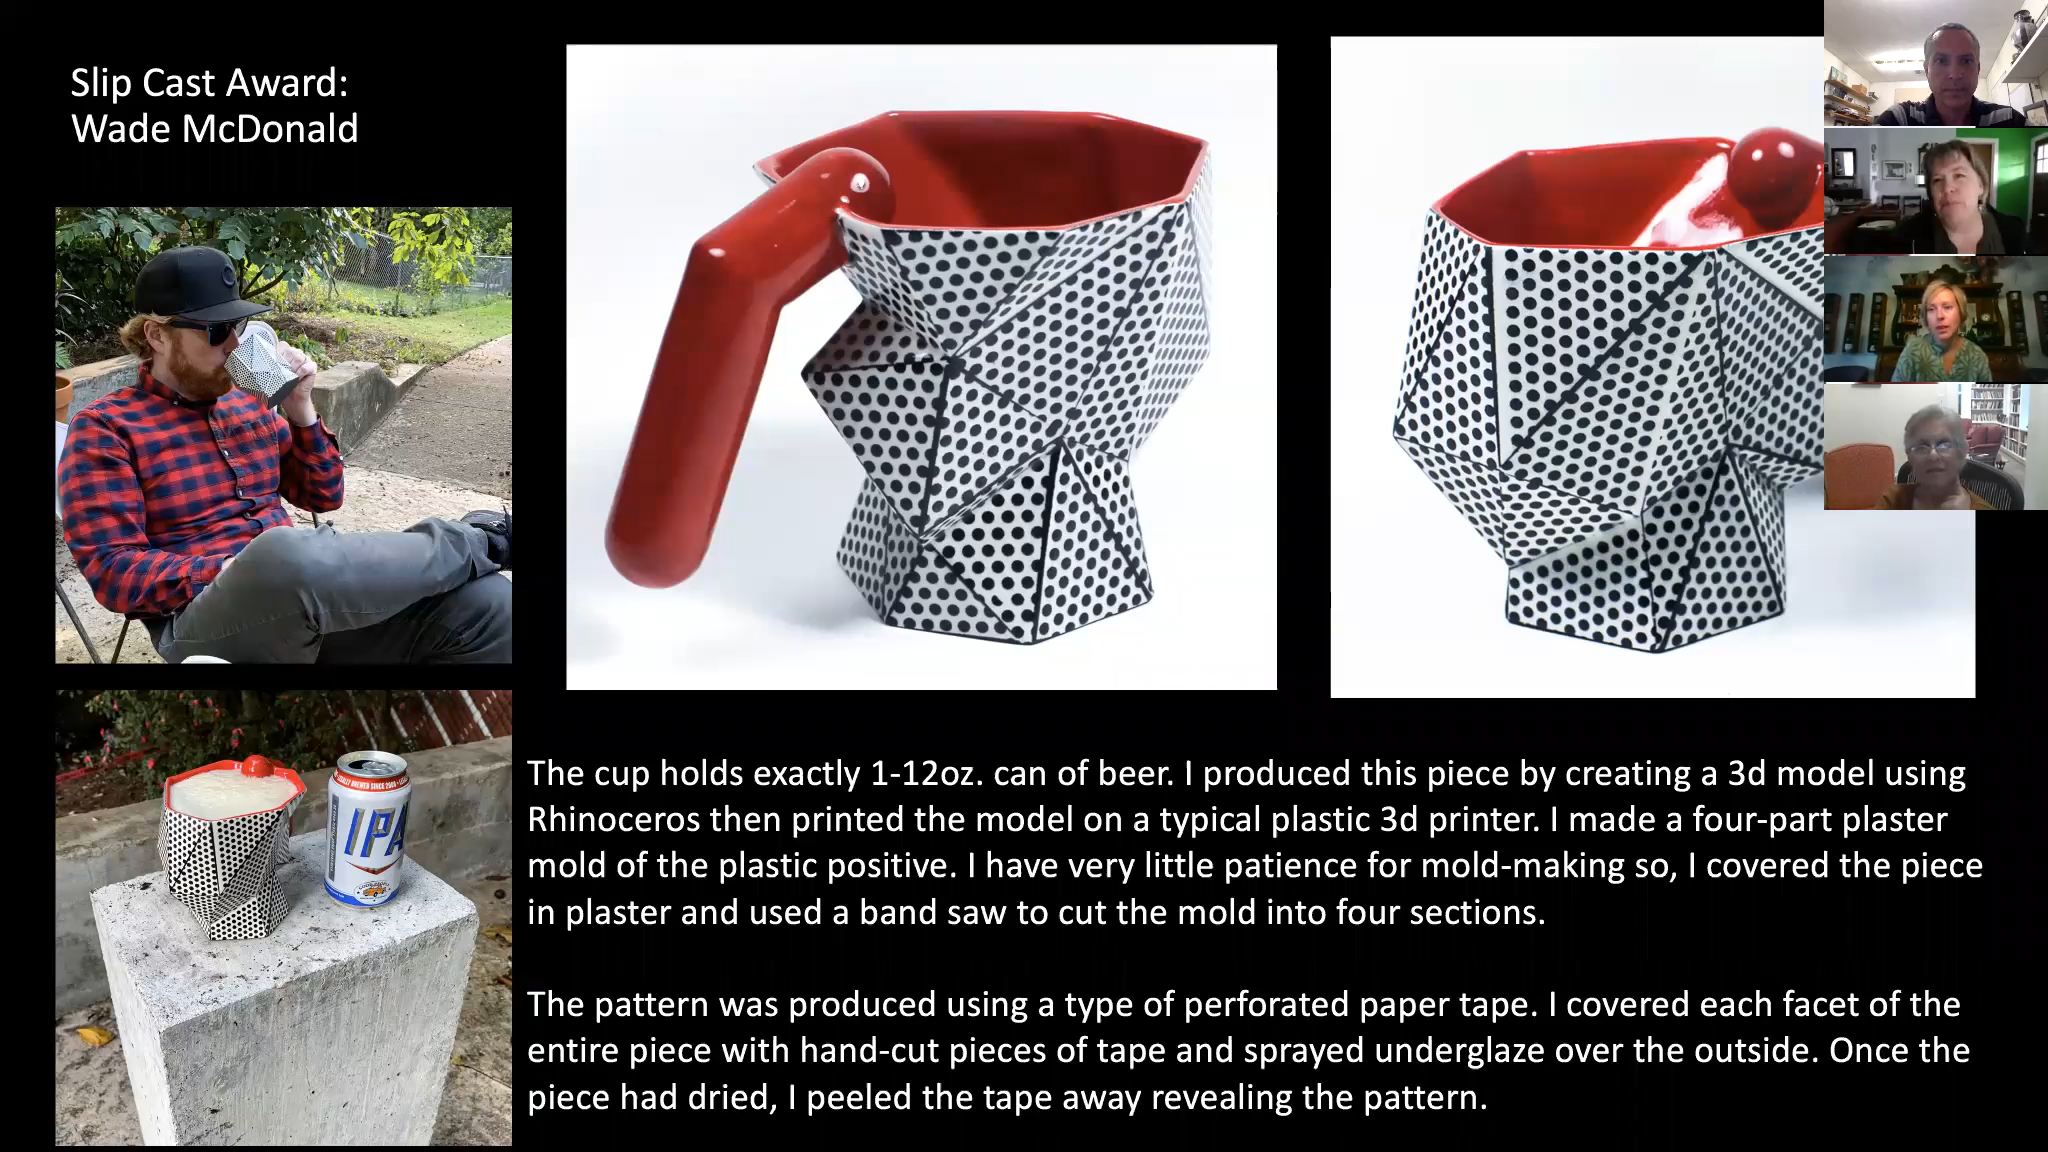 Slip Cast Award:
Wade McDonald
The cup holds exactly 1-12oz. can of beer. I produced this piece by creating a 3d model using
Rhinoceros then printed the model on a typical plastic 3d printer. I made a four-part plaster
mold of the plastic positive. I have very little patience for mold-making so, I covered the piece
in plaster and used a band saw to cut the mold into four sections.
The pattern was produced using a type of perforated paper tape. I covered each facet of the
entire piece with hand-cut pieces of tape and sprayed underglaze over the outside. Once the
piece had dried, I peeled the tape away revealing the pattern.
IPA